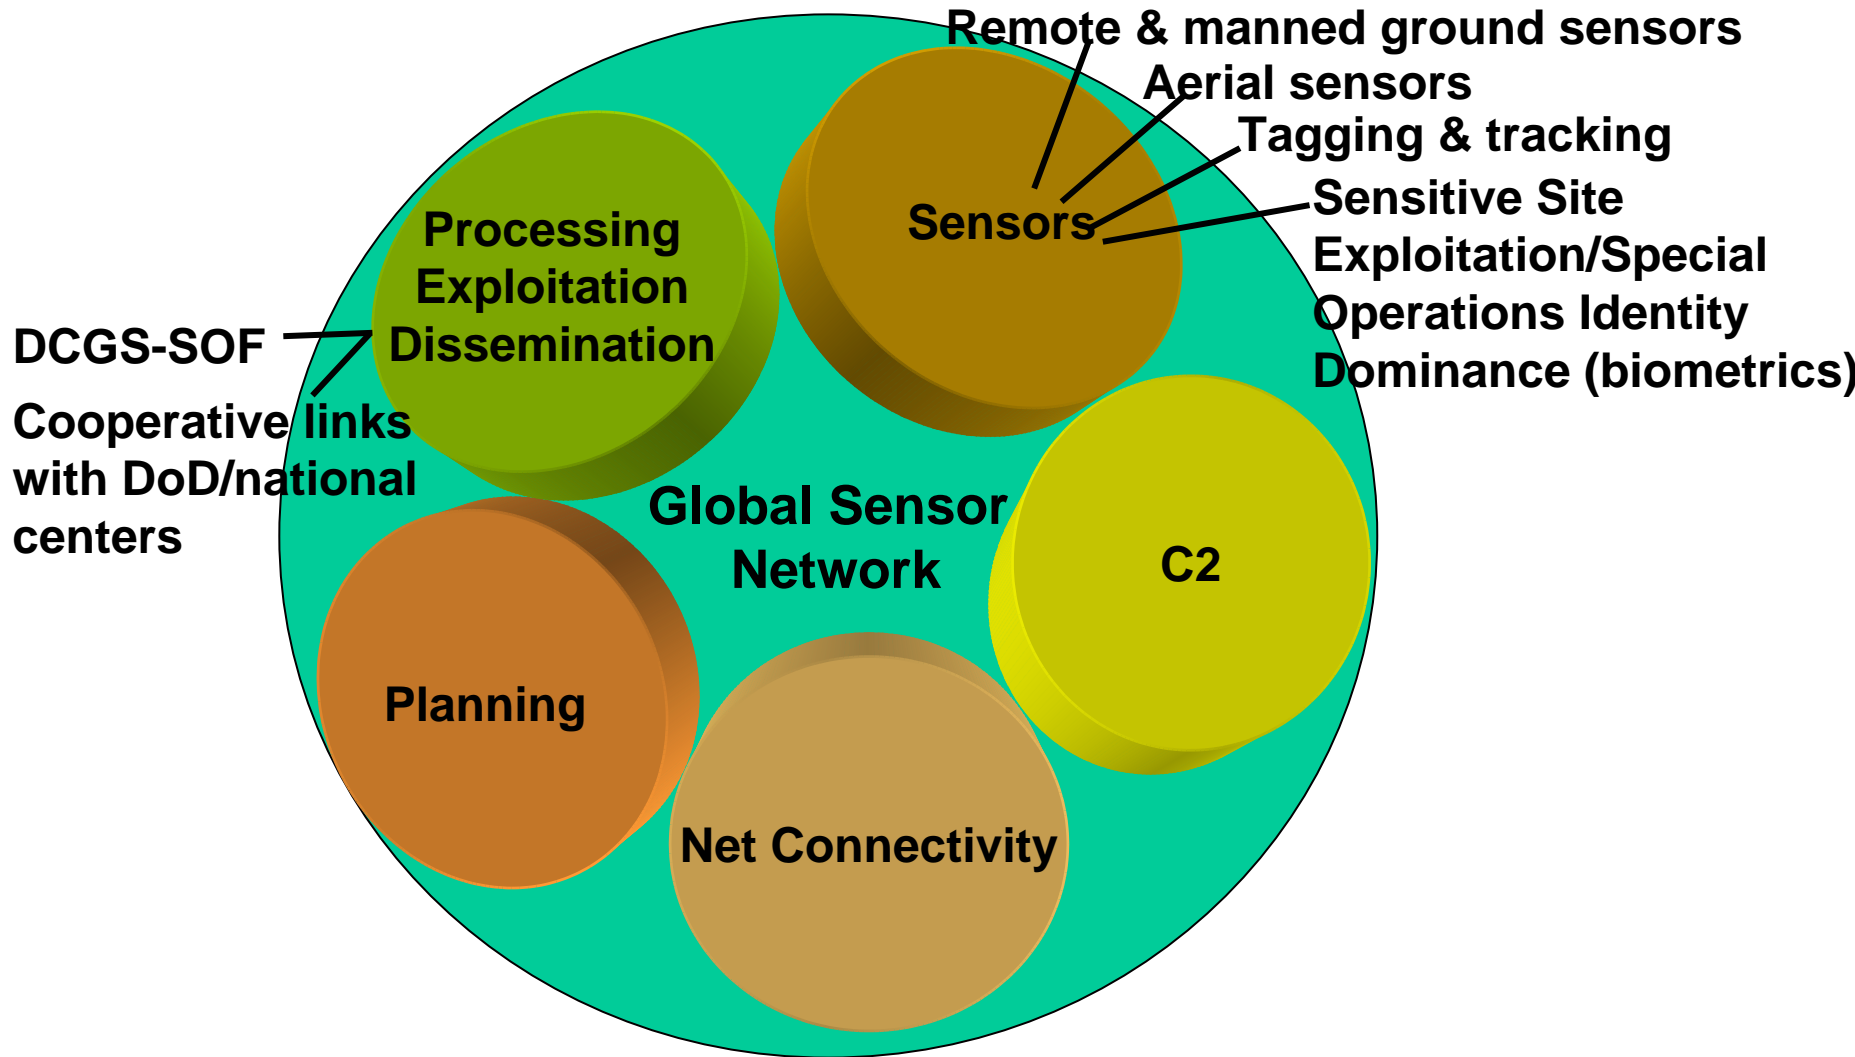 Remote & manned ground sensors
Aerial sensors
Tagging & tracking
Sensitive Site
Exploitation/Special
Operations Identity
Dominance (biometrics)
Sensors
Processing
Exploitation
Dissemination
DCGS-SOF
Cooperative links
with DoD/national
centers
Global Sensor
Network
C2
Planning
Net Connectivity